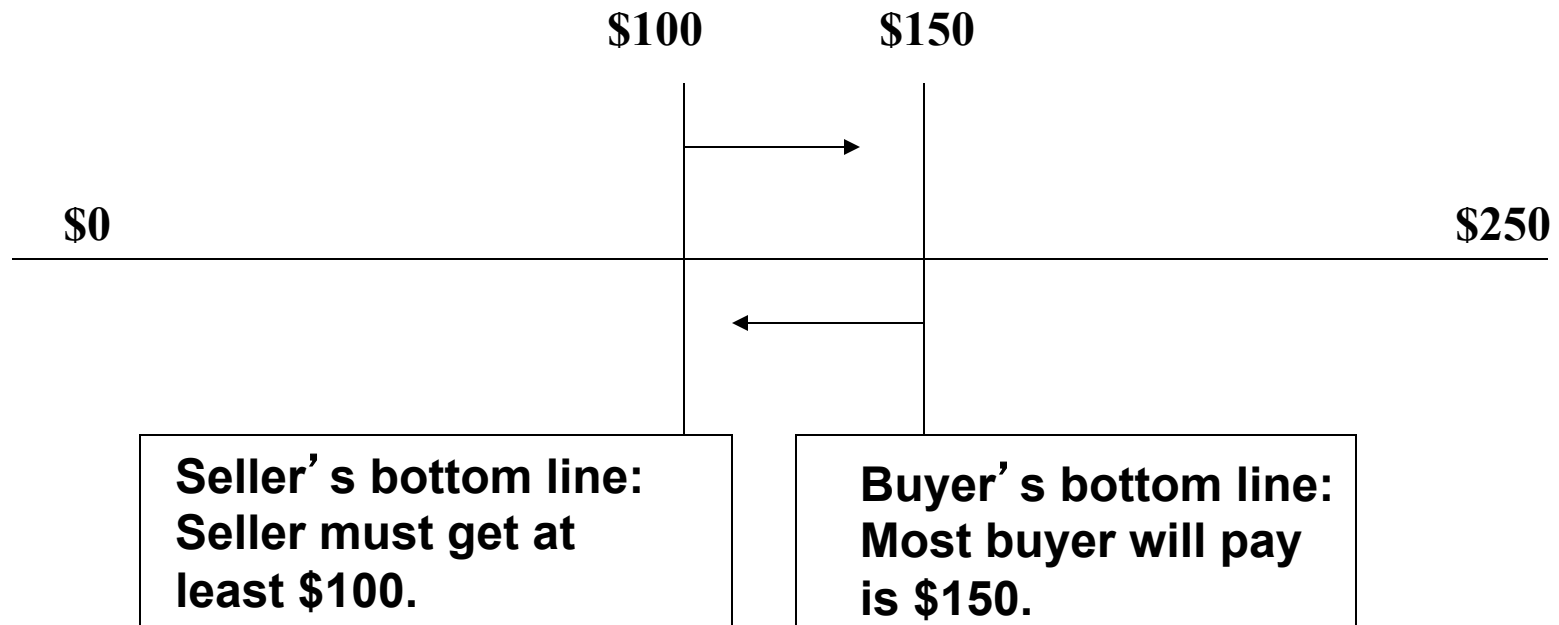 $100 $150
$0 $250
Seller’s bottom line:
Seller must get at
least $100.
Buyer’s bottom line:
Most buyer will pay
is $150.